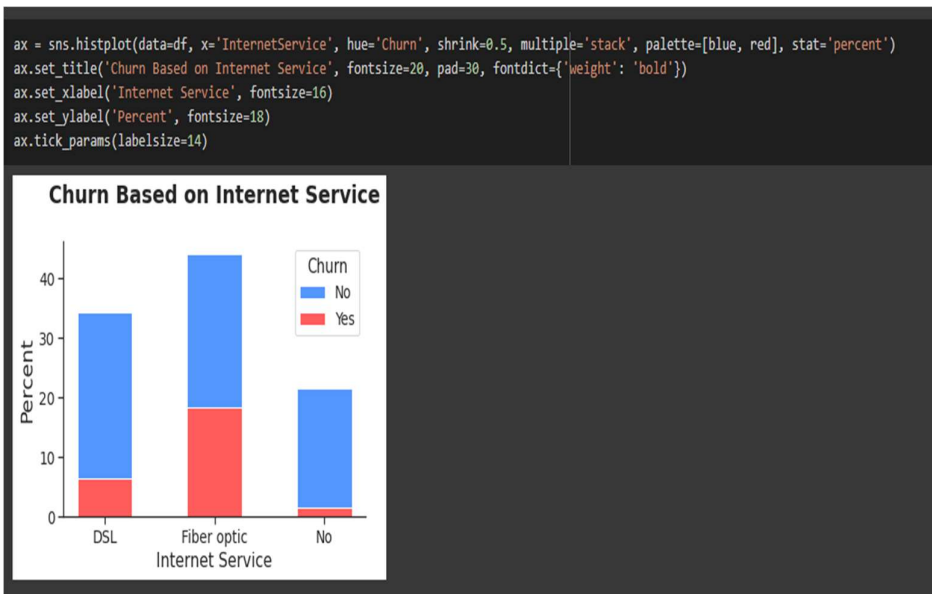 ax = sns.histplot(data=df, x='InternetService', hue='Churn', shrink=0.5, multiple='stack', palette=[blue, red], stat='percent')
ax.set_title('Churn Based on Internet Service', fontsize=20, pad=30, fontdict={'weight': 'bold'})
ax.set_xlabel('Internet Service', fontsize=16)
ax.set_ylabel('Percent', fontsize=18)
ax.tick_params(labelsize=14)
Churn Based on Internet Service
Churn
No
Yes
Percent
40
30
20
10
0
DSL Fiber optic No
Internet Service